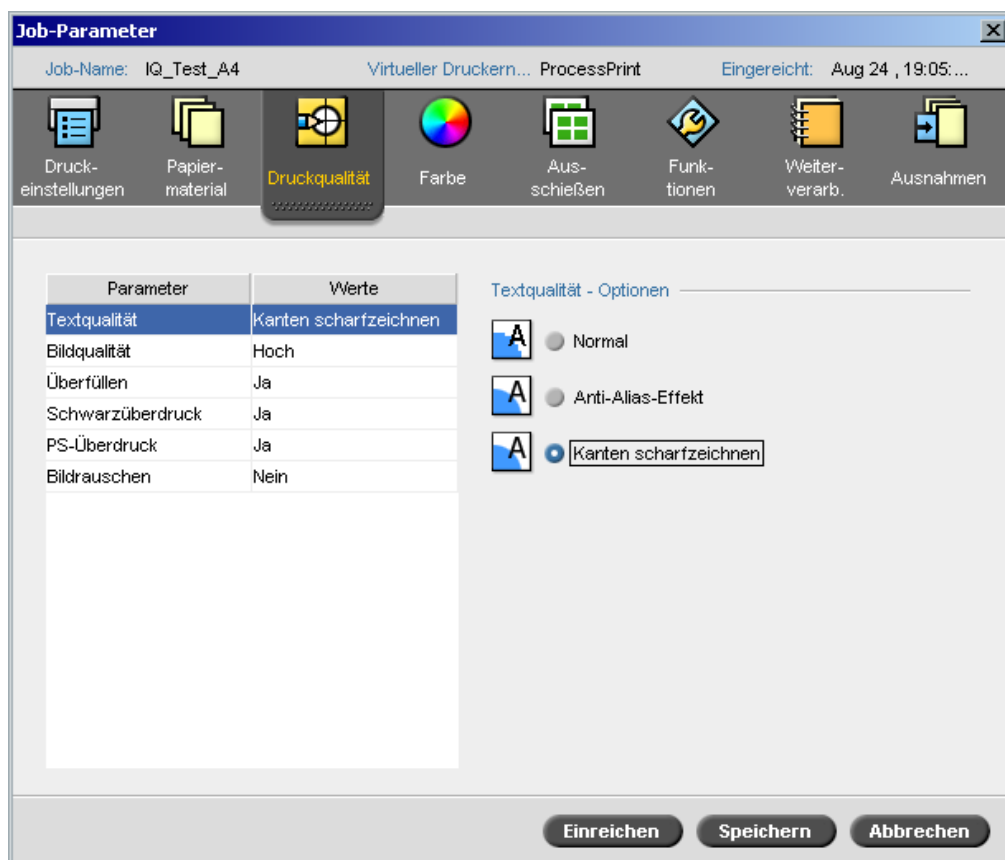 Job-Parameter
Job-Name: IQ_Test_A4 Virtueller Druckern... ProcessPrint Eingereicht: Aug 24 , 19:05:...
Druck-
einstellungen
Papier-
material
Druckqualität
Farbe
Aus-
schießen
Funk-
tionen
Weiter-
verarb.
Ausnahmen
Parameter Werte
Textqualität Kanten scharfzeichnen
Bildqualität Hoch
Überfüllen Ja
Schwarzüberdruck Ja
PS-Überdruck Ja
Bildrauschen Nein
Textqualität - Optionen
A Normal
A Anti-Alias-Effekt
A Kanten scharfzeichnen
Einreichen Speichern Abbrechen